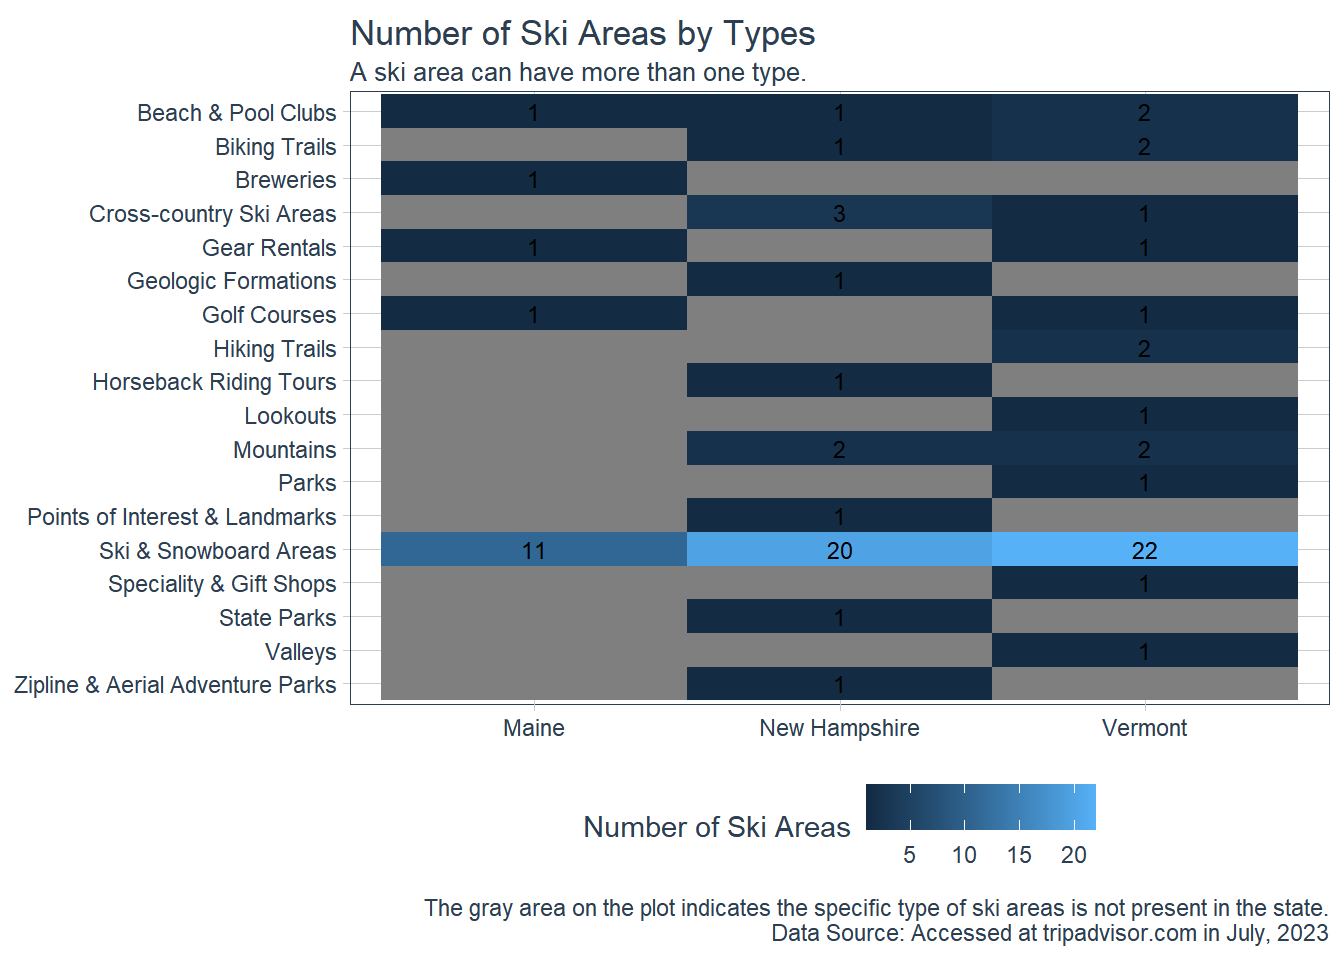 Number of Ski Areas by Types
A ski area can have more than one type.
Beach & Pool Clubs 1 1 2
Biking Trails 1 2
Breweries 1
Cross-country Ski Areas 3 1
Gear Rentals 1 1
Geologic Formations 1
Golf Courses 1 1
Hiking Trails 2
Horseback Riding Tours 1
Lookouts 1
Mountains 2 2
Parks 1
Points of Interest & Landmarks 1
Ski & Snowboard Areas 11 20 22
Speciality & Gift Shops 1
State Parks 1
Valleys 1
Zipline & Aerial Adventure Parks 1
Maine New Hampshire Vermont
Number of Ski Areas
5 10 15 20
The gray area on the plot indicates the specific type of ski areas is not present in the state.
Data Source: Accessed at tripadvisor.com in July, 2023